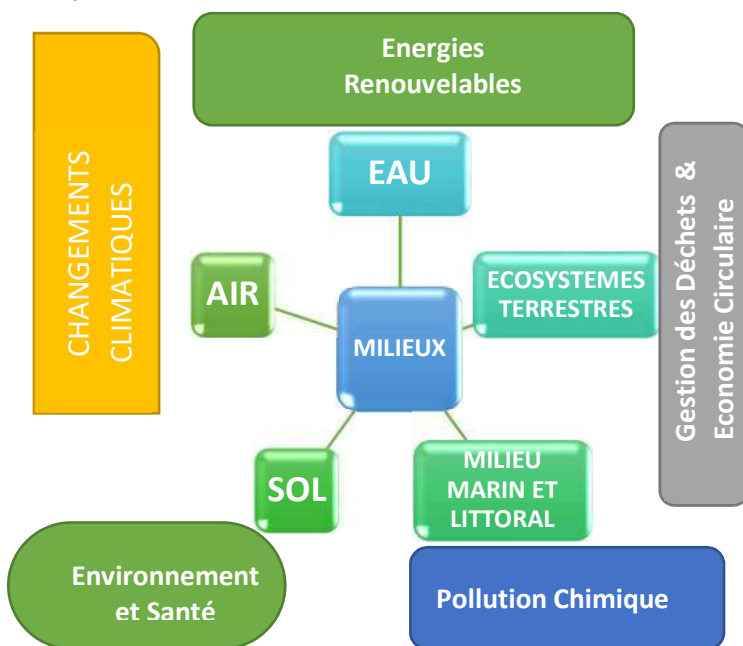 Energies
Renouvelables
CHANGEMENTS
CLIMATIQUES
EAU
Gestion des Déchets &
Economie Circulaire
AIR
ECOSYSTEMES
TERRESTRES
MILIEUX
SOL
MILIEU
MARIN ET
LITTORAL
Environnement
et Santé
Pollution Chimique